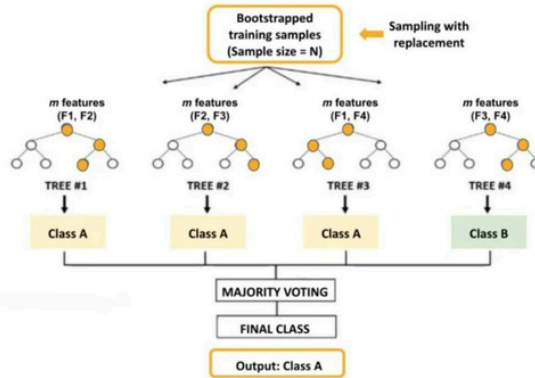 Bootstrapped
training samples
(Sample size = N)
Sampling with
replacement
m features
(F1, F2)
m features
(F2, F3)
m features
(F1, F4)
m features
(F3, F4)
TREE #1
TREE #2
TREE #3
TREE #4
Class A
Class A
Class A
Class B
MAJORITY VOTING
FINAL CLASS
Output: Class A